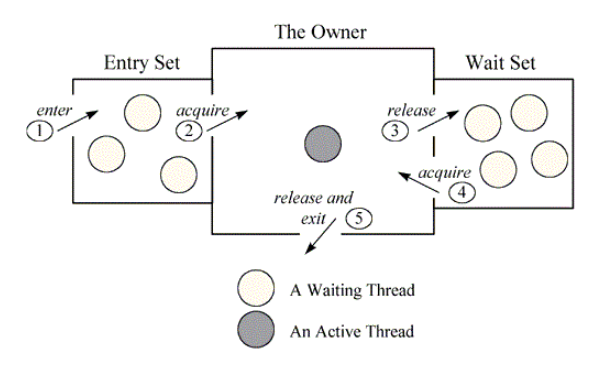 The Owner
Entry Set
Wait Set
enter
1
acquire
2
release
3
acquire
4
release and
exit 5
A Waiting Thread
An Active Thread